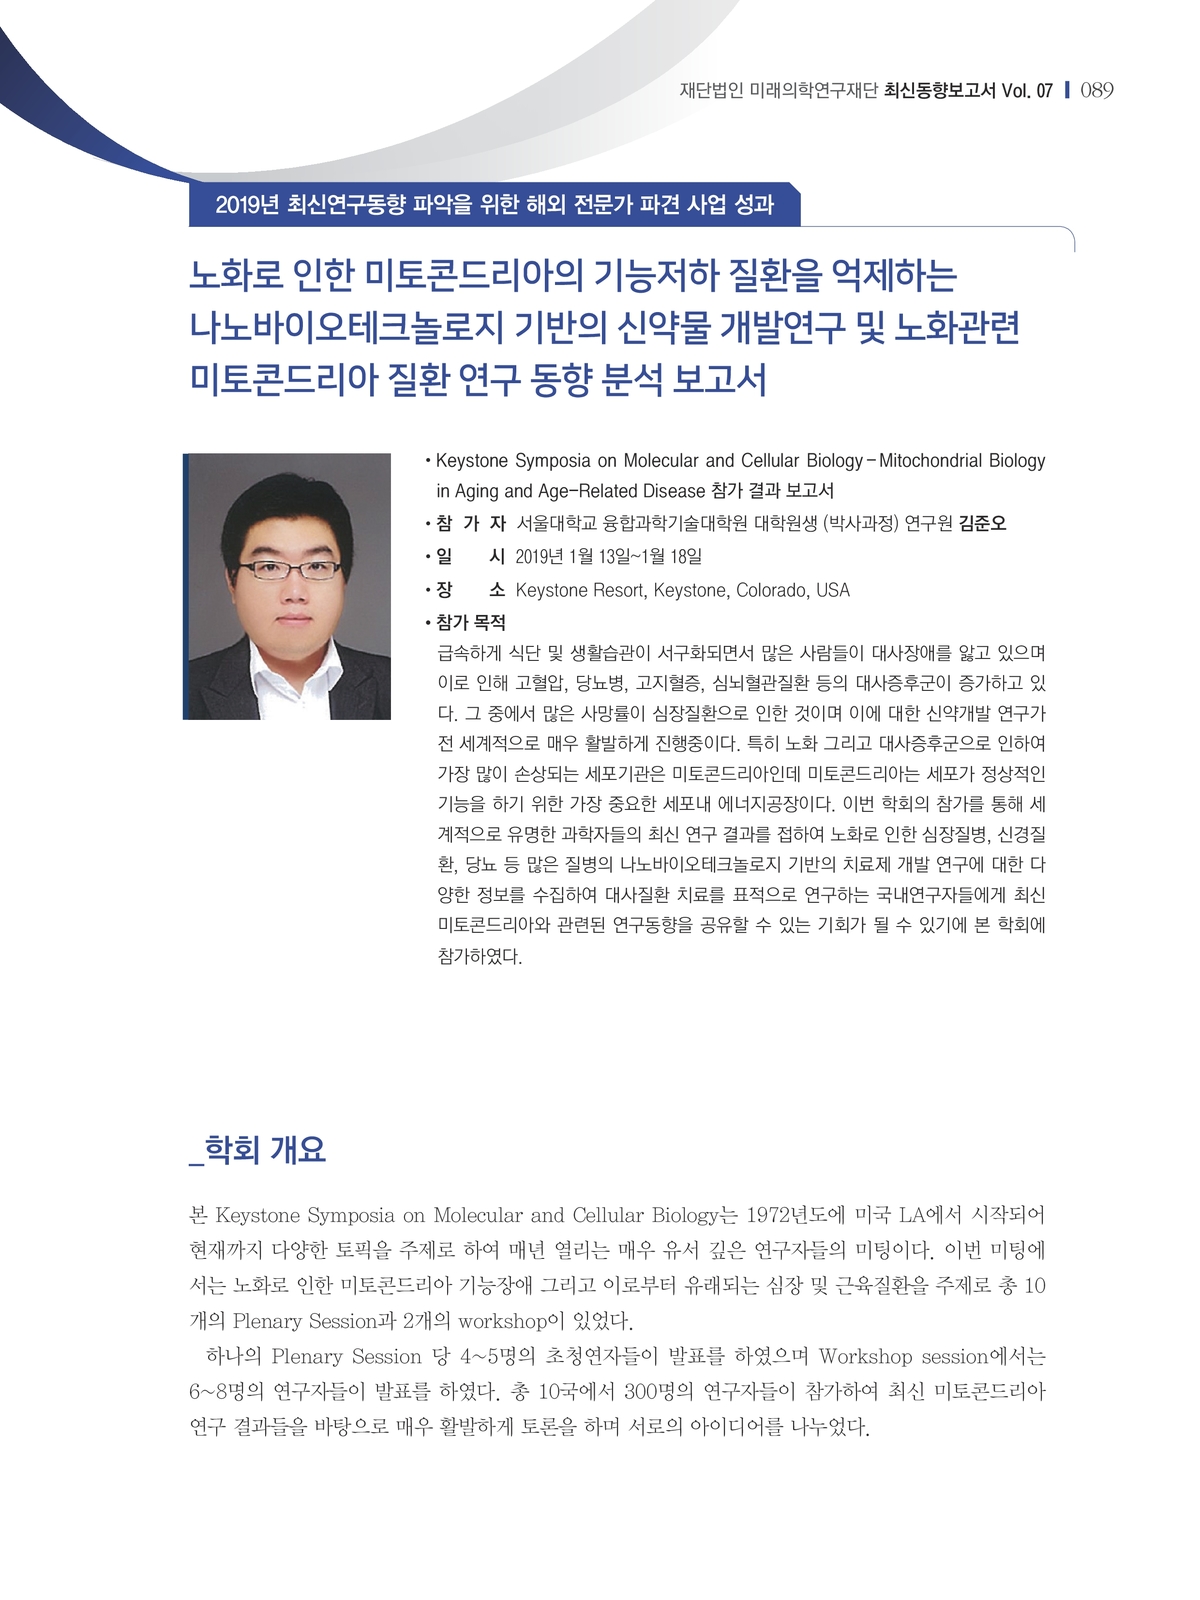 재단법인 미래의학연구재단 최신동향보고서 Vol. 07 089
2019년 최신연구동향 파악을 위한 해외 전문가 파견 사업 성과
노화로 인한 미토콘드리아의 기능저하 질환을 억제하는
나노바이오테크놀로지 기반의 신약물 개발연구 및 노화관련
미토콘드리아 질환 연구 동향 분석 보고서
• Keystone Symposia on Molecular and Cellular Biology-Mitochondrial Biology
in Aging and Age-Related Disease 참가 결과 보고서
• 참 가 자 서울대학교 융합과학기술대학원 대학원생 (박사과정) 연구원 김준오
• 일 시 2019년 1월 13일~1월 18일
• 장 소 Keystone Resort, Keystone, Colorado, USA
• 참가 목적
급속하게 식단 및 생활습관이 서구화되면서 많은 사람들이 대사장애를 앓고 있으며
이로 인해 고혈압, 당뇨병, 고지혈증, 심뇌혈관질환 등의 대사증후군이 증가하고 있
다. 그 중에서 많은 사망률이 심장질환으로 인한 것이며 이에 대한 신약개발 연구가
전 세계적으로 매우 활발하게 진행중이다. 특히 노화 그리고 대사증후군으로 인하여
가장 많이 손상되는 세포기관은 미토콘드리아인데 미토콘드리아는 세포가 정상적인
기능을 하기 위한 가장 중요한 세포내 에너지공장이다. 이번 학회의 참가를 통해 세
계적으로 유명한 과학자들의 최신 연구 결과를 접하여 노화로 인한 심장질병, 신경질
환, 당뇨 등 많은 질병의 나노바이오테크놀로지 기반의 치료제 개발 연구에 대한 다
양한 정보를 수집하여 대사질환 치료를 표적으로 연구하는 국내연구자들에게 최신
미토콘드리아와 관련된 연구동향을 공유할 수 있는 기회가 될 수 있기에 본 학회에
참가하였다.
_학회 개요
본 Keystone Symposia on Molecular and Cellular Biology는 1972년도에 미국 LA에서 시작되어
현재까지 다양한 토픽을 주제로 하여 매년 열리는 매우 유서 깊은 연구자들의 미팅이다. 이번 미팅에
서는 노화로 인한 미토콘드리아 기능장애 그리고 이로부터 유래되는 심장 및 근육질환을 주제로 총 10
개의 Plenary Session과 2개의 workshop이 있었다.
하나의 Plenary Session 당 4~5명의 초청연자들이 발표를 하였으며 Workshop session에서는
6~8명의 연구자들이 발표를 하였다. 총 10국에서 300명의 연구자들이 참가하여 최신 미토콘드리아
연구 결과들을 바탕으로 매우 활발하게 토론을 하며 서로의 아이디어를 나누었다.